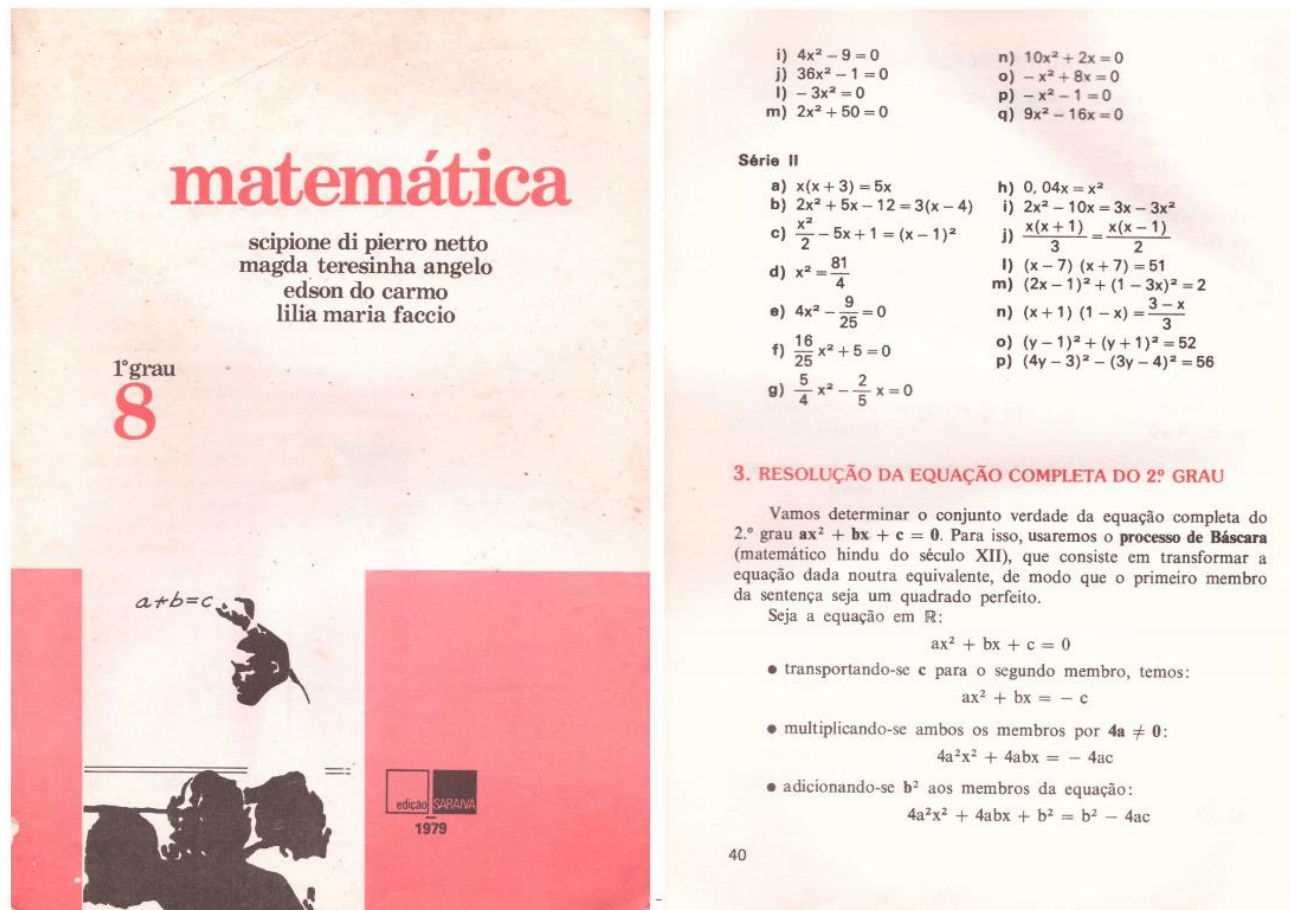 matemática
scipione di pierro netto
magda teresinha angelo
edson do carmo
lilia maria faccio
1º grau
8
a+b=c
edição SARAIVA
1979
i) 4x² – 9 = 0
j) 36x² – 1 = 0
l) – 3x² = 0
m) 2x² + 50 = 0
n) 10x² + 2x = 0
o) – x² + 8x = 0
p) – x² – 1 = 0
q) 9x² – 16x = 0
Série II
a) x(x + 3) = 5x
b) 2x² + 5x – 12 = 3(x – 4)
c) x²/2 – 5x + 1 = (x – 1)²
d) x² = 81/4
e) 4x² – 9/25 = 0
f) 16/25 x² + 5 = 0
g) 5/4 x² – 2/5 x = 0
h) 0, 04x = x²
i) 2x² – 10x = 3x – 3x²
j) x(x + 1)/3 = x(x – 1)/2
l) (x – 7) (x + 7) = 51
m) (2x – 1)² + (1 – 3x)² = 2
n) (x + 1) (1 – x) = 3 – x/3
o) (y – 1)² + (y + 1)² = 52
p) (4y – 3)² – (3y – 4)² = 56
3. RESOLUÇÃO DA EQUAÇÃO COMPLETA DO 2º GRAU
Vamos determinar o conjunto verdade da equação completa do
2.º grau ax² + bx + c = 0. Para isso, usaremos o processo de Báscara
(matemático hindu do século XII), que consiste em transformar a
equação dada noutra equivalente, de modo que o primeiro membro
da sentença seja um quadrado perfeito.
Seja a equação em ℝ:
ax² + bx + c = 0
● transportando-se c para o segundo membro, temos:
ax² + bx = – c
● multiplicando-se ambos os membros por 4a ≠ 0:
4a²x² + 4abx = – 4ac
● adicionando-se b² aos membros da equação:
4a²x² + 4abx + b² = b² – 4ac
40